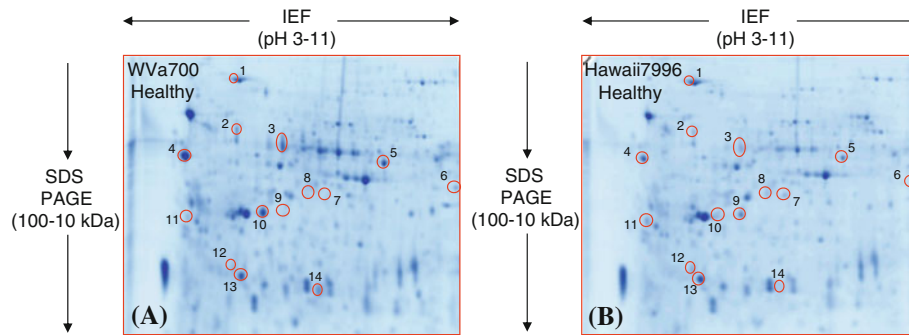 IEF
(pH 3-11)
SDS
PAGE
(100-10 kDa)
WVa700
Healthy
1
2
3
4
5
6
7
8
9
10
11
12
13
14
(A)
IEF
(pH 3-11)
SDS
PAGE
(100-10 kDa)
Hawaii7996
Healthy
1
2
3
4
5
6
7
8
9
10
11
12
13
14
(B)